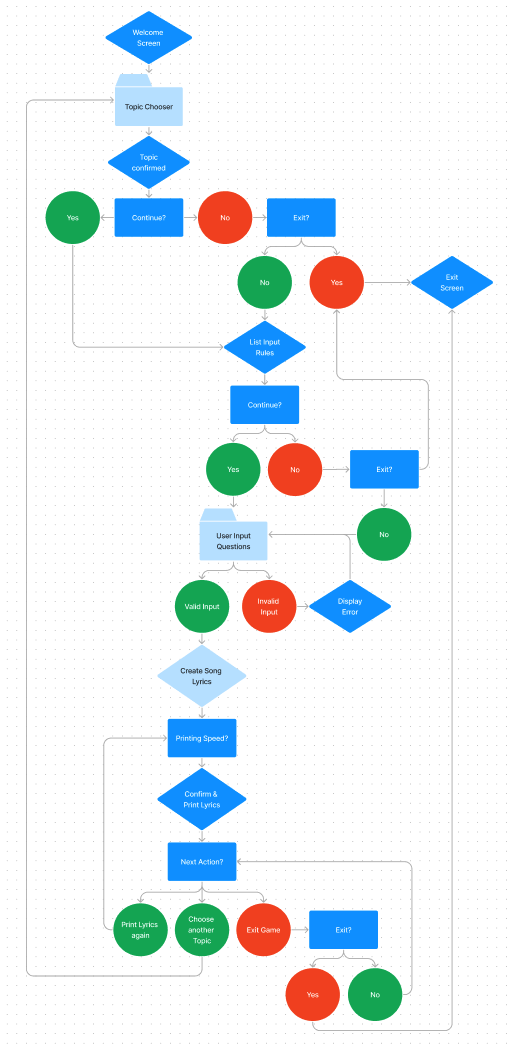 Welcome
Screen
Topic Chooser
Topic
confirmed
Yes
Continue?
No
Exit?
No
Yes
Exit
Screen
List Input
Rules
Continue?
Yes
No
Exit?
User Input
Questions
No
Valid Input
Invalid
Input
Display
Error
Create Song
Lyrics
Printing Speed?
Confirm &
Print Lyrics
Next Action?
Print Lyrics
again
Choose
another
Topic
Exit Game
Exit?
Yes
No